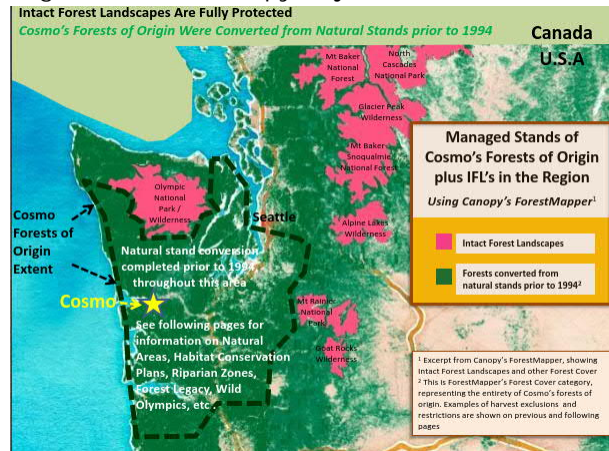 Intact Forest Landscapes Are Fully Protected
Cosmo's Forests of Origin Were Converted from Natural Stands prior to 1994
Canada
U.S.A
Mt Baker
National
Forest
North
Cascades
National Park
Glacier Peak
Wilderness
Mt Baker
Snoqualmie
National Forest
Alpine Lakes
Wilderness
Olympic
National
Park /
Wilderness
Seattle
Cosmo
Forests of
Origin
Extent
Natural stand conversion
completed prior to 1994
throughout this area
Cosmo
See following pages for
information on Natural
Areas, Habitat Conservation
Plans, Riparian Zones,
Forest Legacy, Wild
Olympics, etc.
Mt Rainier
National
Park
Goat Rocks
Wilderness
Managed Stands of
Cosmo's Forests of Origin
plus IFL's in the Region
Using Canopy's ForestMapper¹
Intact Forest Landscapes
Forests converted from
natural stands prior to 1994²
¹ Excerpt from Canopy's ForestMapper, showing
Intact Forest Landscapes and other Forest Cover
² This is ForestMapper's Forest Cover category,
representing the entirety of Cosmo's forests of
origin. Examples of harvest exclusions and
restrictions are shown on previous and following
pages